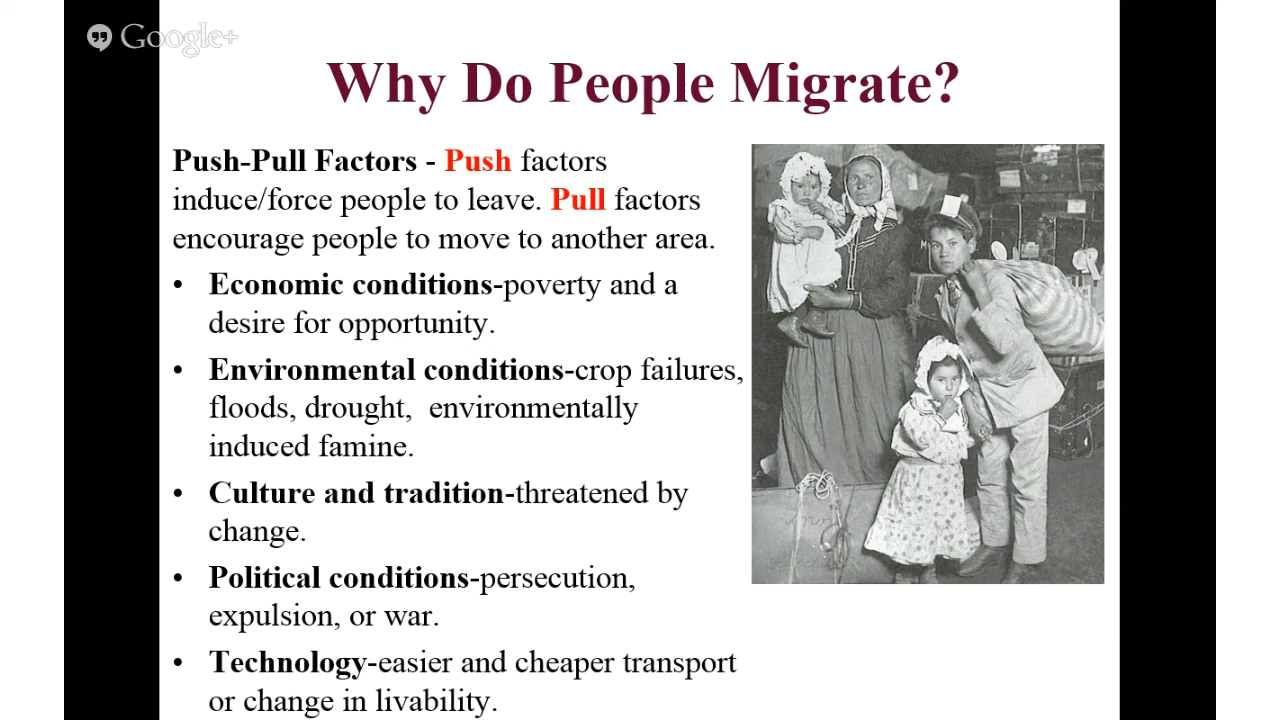 Google+
Why Do People Migrate?
Push-Pull Factors - Push factors
induce/force people to leave. Pull factors
encourage people to move to another area.
• Economic conditions-poverty and a
desire for opportunity.
• Environmental conditions-crop failures,
floods, drought,  environmentally
induced famine.
• Culture and tradition-threatened by
change.
• Political conditions-persecution,
expulsion, or war.
• Technology-easier and cheaper transport
or change in livability.